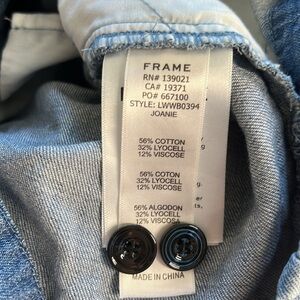 FRAME
RN# 139021
CA# 19371
PO# 667100
STYLE: LWWB0394
JOANIE
56% COTTON
32% LYOCELL
12% VISCOSE
56% COTON
32% LYOCELL
12% VISCOSE
56% ALGODON
32% LYOCELL
12% VISCOSA
MADE IN CHINA